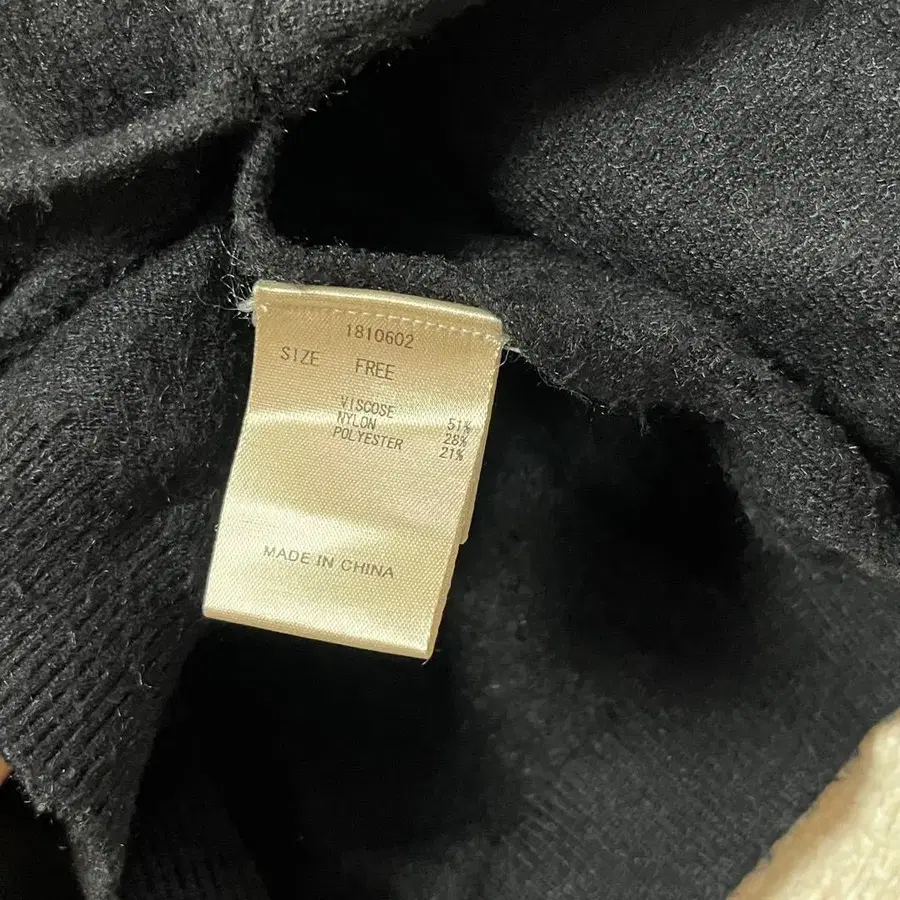 1810602
SIZE FREE
VISCOSE 51%
NYLON 28%
POLYESTER 21%
MADE IN CHINA